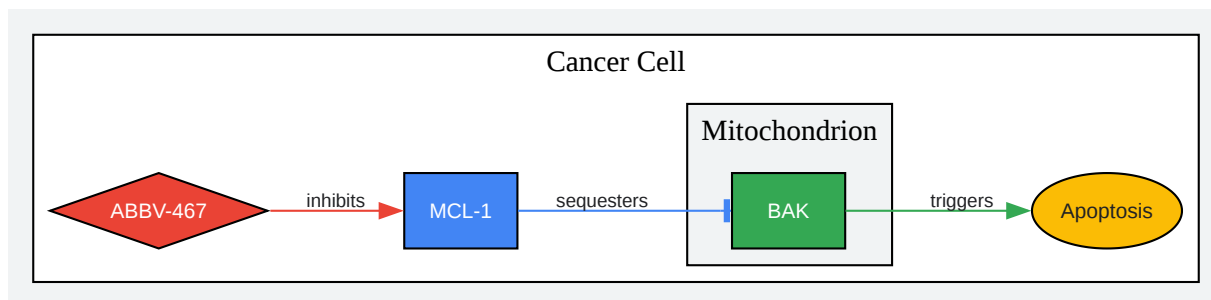 Cancer Cell
Mitochondrion
ABBV-467
inhibits
MCL-1
sequesters
BAK
triggers
Apoptosis